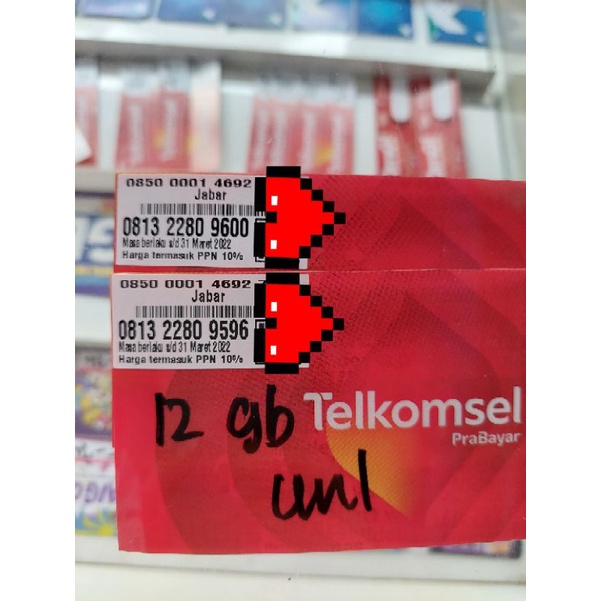 0850 0001 4692
Jabar
0813 2280 9600
Masa berlaku s/d 31 Maret 2022
Harga termasuk PPN 10%
0850 0001 4692
Jabar
0813 2280 9596
Masa berlaku s/d 31 Maret 2022
Harga termasuk PPN 10%
12 gb
Telkomsel
PraBayar
unl